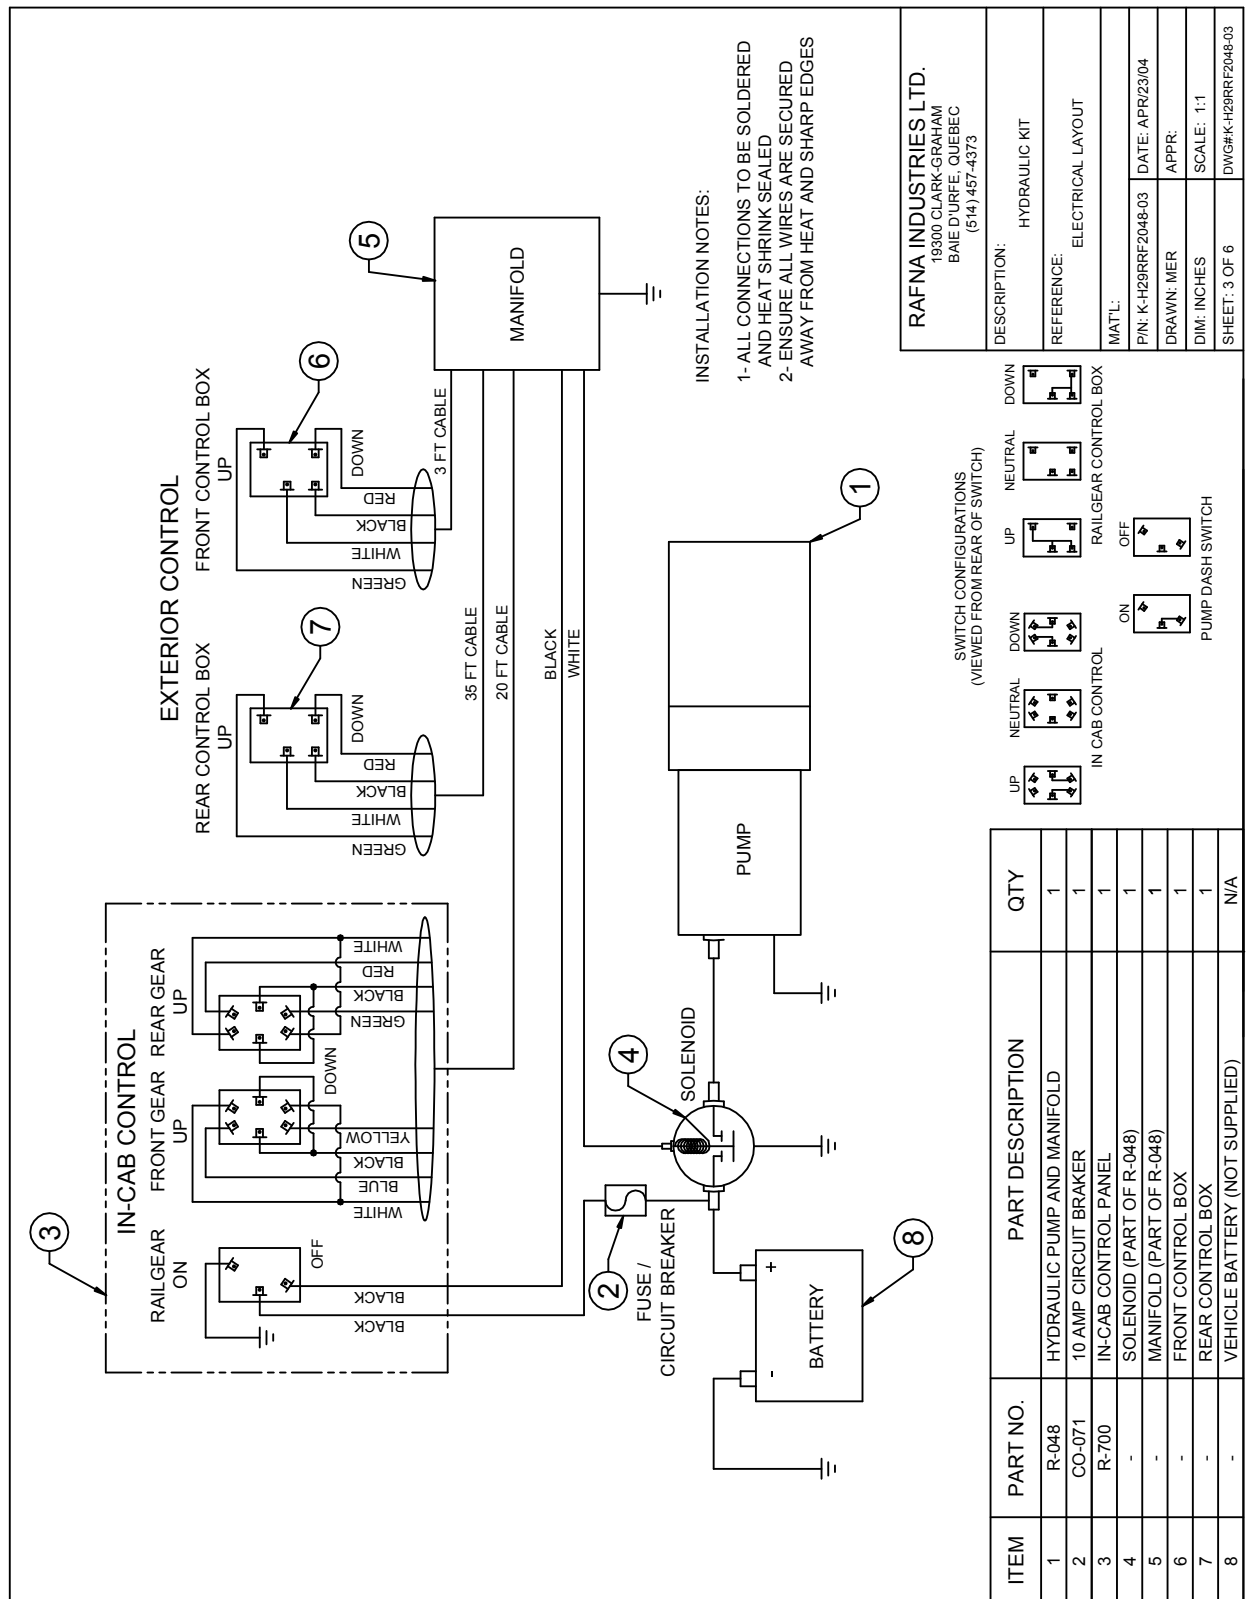 IN-CAB CONTROL
RAILGEAR
ON
OFF
FRONT GEAR
UP
REAR GEAR
UP
DOWN
BLACK
BLACK
WHITE
BLUE
BLACK
YELLOW
GREEN
BLACK
RED
WHITE
3
EXTERIOR CONTROL
REAR CONTROL BOX
UP
DOWN
GREEN
WHITE
BLACK
RED
7
FRONT CONTROL BOX
UP
DOWN
GREEN
WHITE
BLACK
RED
6
3 FT CABLE
35 FT CABLE
20 FT CABLE
BLACK
WHITE
MANIFOLD
5
2
FUSE /
CIRCUIT BREAKER
4
SOLENOID
BATTERY
+
-
8
PUMP
1
INSTALLATION NOTES:
1- ALL CONNECTIONS TO BE SOLDERED
AND HEAT SHRINK SEALED
2- ENSURE ALL WIRES ARE SECURED
AWAY FROM HEAT AND SHARP EDGES
SWITCH CONFIGURATIONS
(VIEWED FROM REAR OF SWITCH)
UP NEUTRAL DOWN
IN CAB CONTROL
UP NEUTRAL DOWN
RAILGEAR CONTROL BOX
ON OFF
PUMP DASH SWITCH
ITEM PART NO. PART DESCRIPTION QTY
1 R-048 HYDRAULIC PUMP AND MANIFOLD 1
2 CO-071 10 AMP CIRCUIT BRAKER 1
3 R-700 IN-CAB CONTROL PANEL 1
4 - SOLENOID (PART OF R-048) 1
5 - MANIFOLD (PART OF R-048) 1
6 - FRONT CONTROL BOX 1
7 - REAR CONTROL BOX 1
8 - VEHICLE BATTERY (NOT SUPPLIED) N/A
RAFNA INDUSTRIES LTD.
19300 CLARK-GRAHAM
BAIE D'URFE, QUEBEC
(514) 457-4373
DESCRIPTION:
HYDRAULIC KIT
REFERENCE:
ELECTRICAL LAYOUT
MAT'L:
P/N: K-H29RRF2048-03 DATE: APR/23/04
DRAWN: MER APPR:
DIM: INCHES SCALE: 1:1
SHEET: 3 OF 6 DWG#:K-H29RRF2048-03